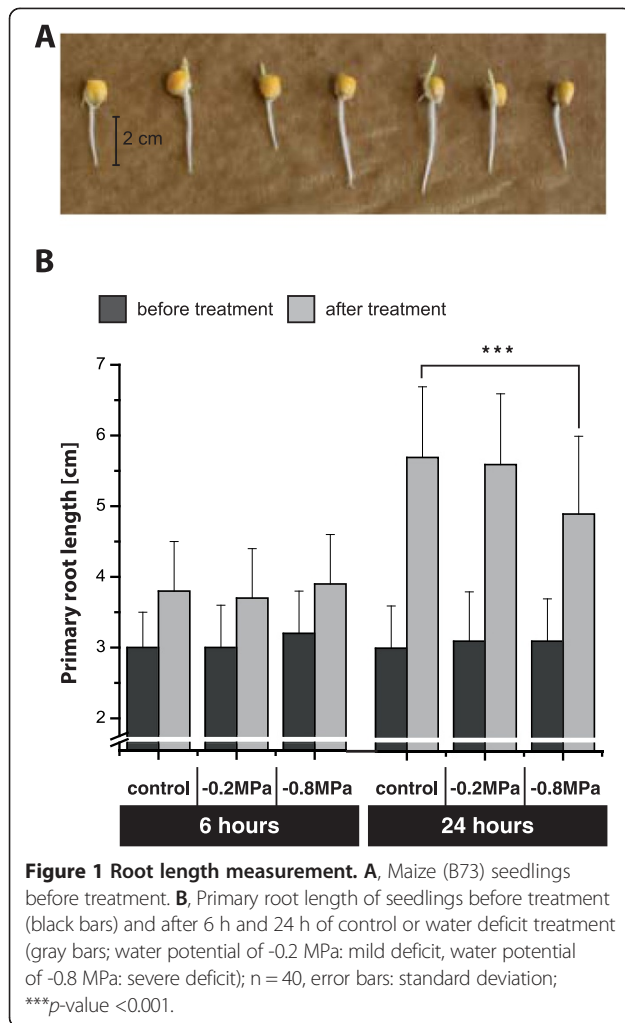 A
2 cm
B
before treatment after treatment
***
7
6
5
4
3
2
Primary root length [cm]
control -0.2MPa -0.8MPa control -0.2MPa -0.8MPa
6 hours 24 hours
Figure 1 Root length measurement. A, Maize (B73) seedlings
before treatment. B, Primary root length of seedlings before treatment
(black bars) and after 6 h and 24 h of control or water deficit treatment
(gray bars; water potential of -0.2 MPa: mild deficit, water potential
of -0.8 MPa: severe deficit); n = 40, error bars: standard deviation;
***p-value <0.001.